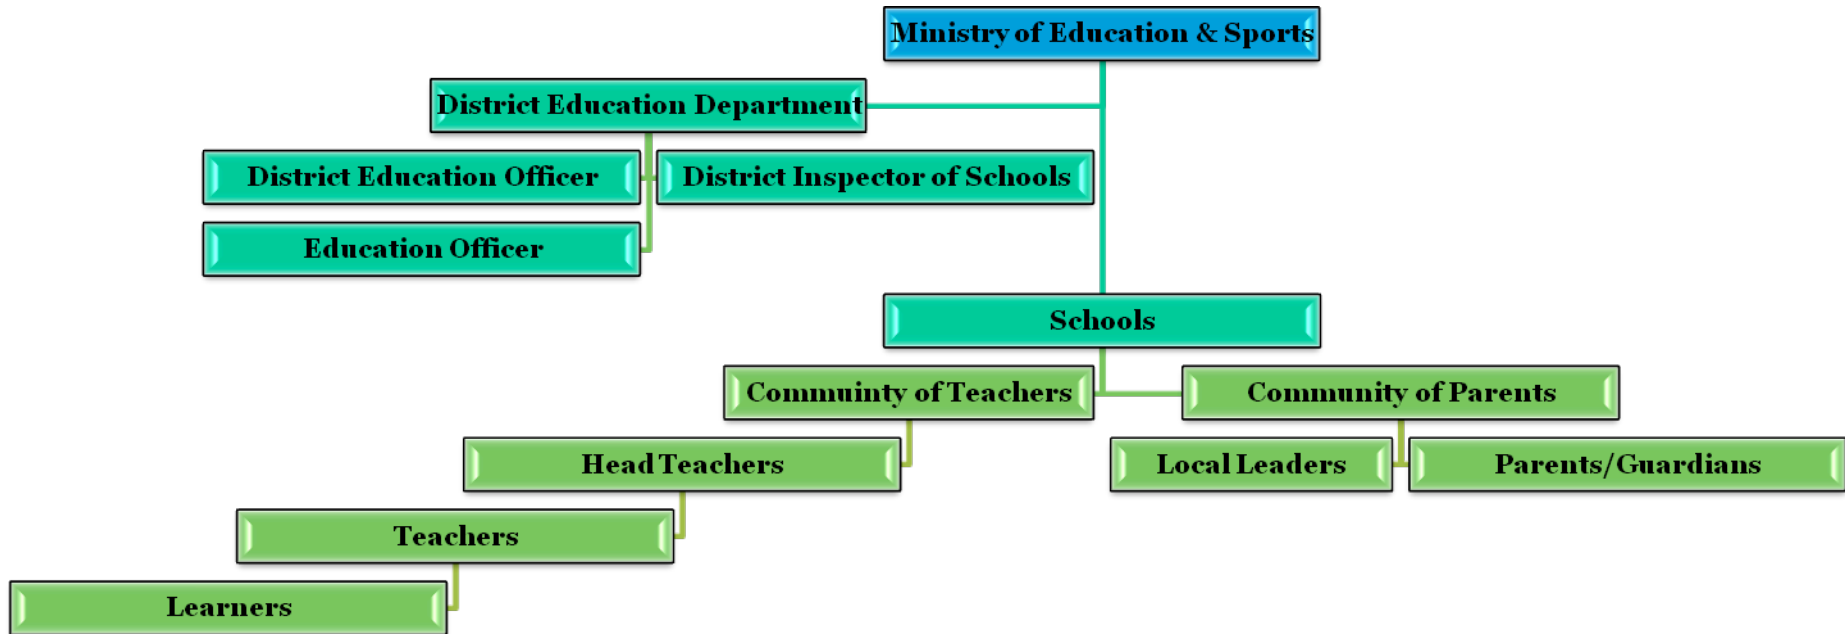 Ministry of Education & Sports
District Education Department
District Education Officer
District Inspector of Schools
Education Officer
Schools
Commuinty of Teachers
Community of Parents
Head Teachers
Local Leaders
Parents/Guardians
Teachers
Learners